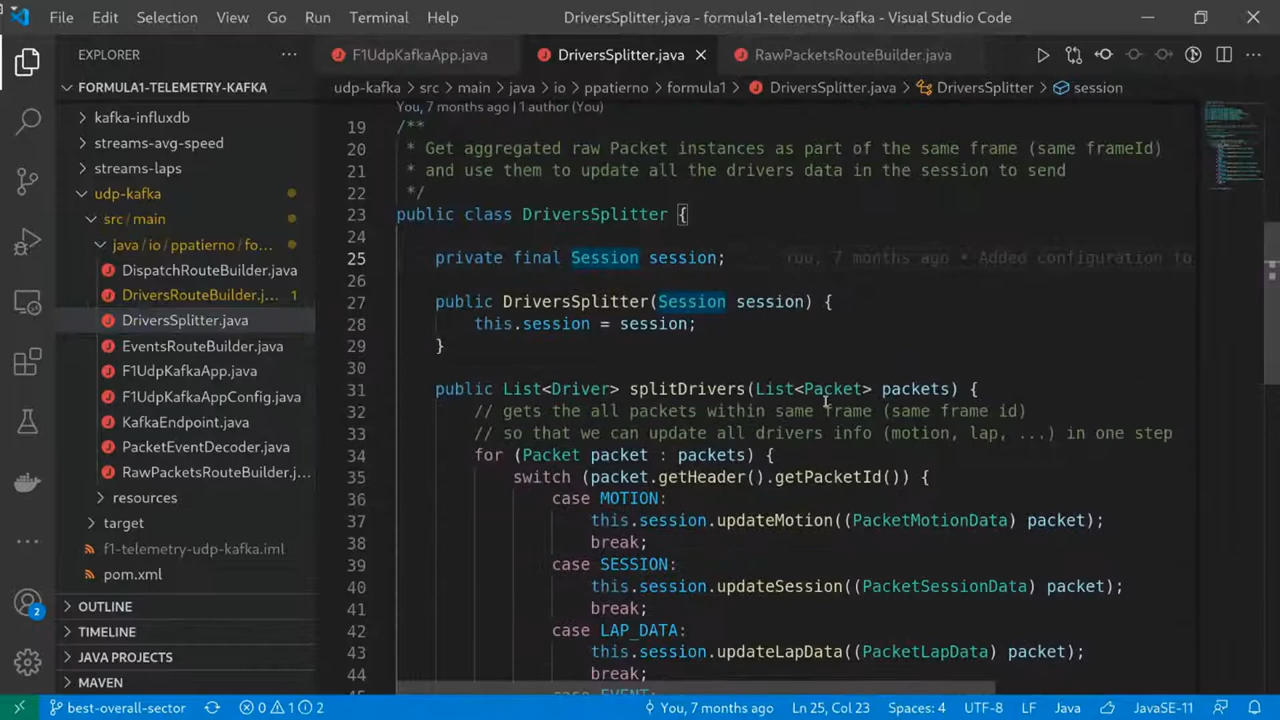 File Edit Selection View Go Run Terminal Help DriversSplitter.java - formula1-telemetry-kafka - Visual Studio Code
EXPLORER
FORMULA1-TELEMETRY-KAFKA
kafka-influxdb
streams-avg-speed
streams-laps
udp-kafka
src/main
java/io/ppatierno/fo...
DispatchRouteBuilder.java
DriversRouteBuilder.j... 1
DriversSplitter.java
EventsRouteBuilder.java
F1UdpKafkaApp.java
F1UdpKafkaAppConfig.java
KafkaEndpoint.java
PacketEventDecoder.java
RawPacketsRouteBuilder.j...
resources
target
f1-telemetry-udp-kafka.iml
pom.xml
OUTLINE
TIMELINE
JAVA PROJECTS
MAVEN
2
F1UdpKafkaApp.java DriversSplitter.java RawPacketsRouteBuilder.java
udp-kafka > src > main > java > io > ppatierno > formula1 > DriversSplitter.java > DriversSplitter > session
You, 7 months ago | 1 author (You)
19 /**
20 * Get aggregated raw Packet instances as part of the same frame (same frameId)
21 * and use them to update all the drivers data in the session to send
22 */
23 public class DriversSplitter {
24
25 private final Session session; You, 7 months ago • Added configuration fo
26
27 public DriversSplitter(Session session) {
28 this.session = session;
29 }
30
31 public List<Driver> splitDrivers(List<Packet> packets) {
32 // gets the all packets within same frame (same frame id)
33 // so that we can update all drivers info (motion, lap, ...) in one step
34 for (Packet packet : packets) {
35 switch (packet.getHeader().getPacketId()) {
36 case MOTION:
37 this.session.updateMotion((PacketMotionData) packet);
38 break;
39 case SESSION:
40 this.session.updateSession((PacketSessionData) packet);
41 break;
42 case LAP_DATA:
43 this.session.updateLapData((PacketLapData) packet);
44 break;
45 case EVENT:
best-overall-sector 0 1 2 You, 7 months ago Ln 25, Col 23 Spaces: 4 UTF-8 LF Java JavaSE-11